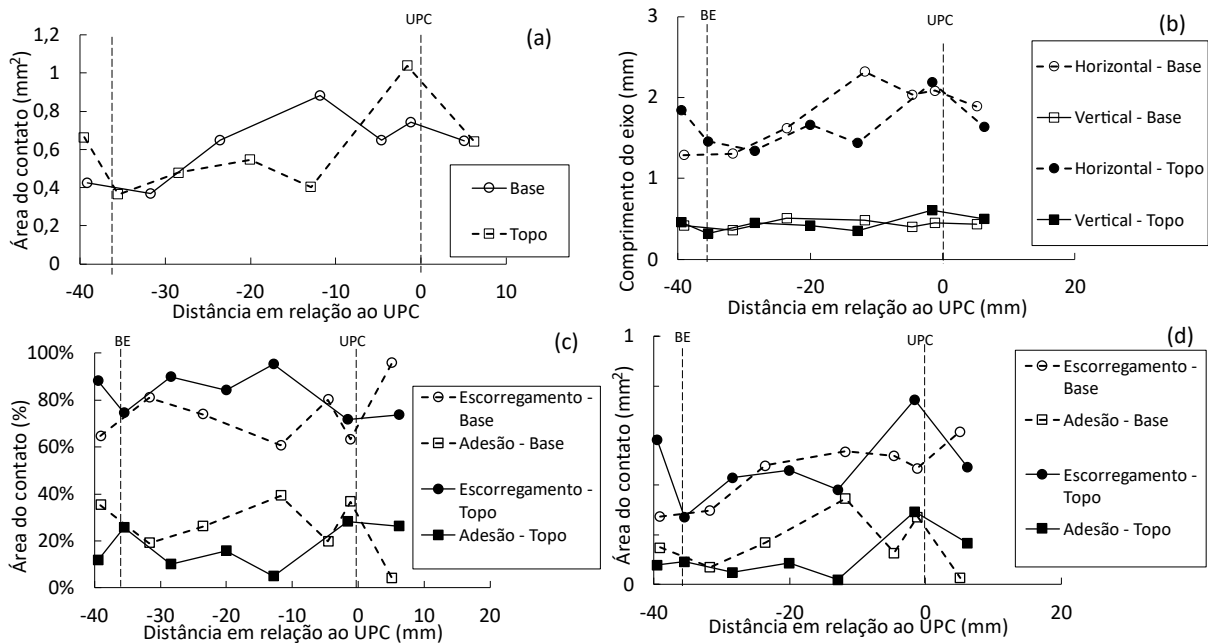 (a)
UPC
Área do contato (mm²)
1,2
1
0,8
0,6
0,4
0,2
0
-40
-30
-20
-10
0
10
Distância em relação ao UPC
Base
Topo
(b)
BE
UPC
Comprimento do eixo (mm)
3
2
1
0
-40
-20
0
20
Distância em relação ao UPC (mm)
Horizontal - Base
Vertical - Base
Horizontal - Topo
Vertical - Topo
(c)
BE
UPC
Área do contato (%)
100%
80%
60%
40%
20%
0%
-40
-30
-20
-10
0
10
20
Distância em relação ao UPC (mm)
Escorregamento -
Base
Adesão - Base
Escorregamento -
Topo
Adesão - Topo
(d)
BE
UPC
Área do contato (mm²)
1
0
-40
-20
0
20
Distância em relação ao UPC (mm)
Escorregamento -
Base
Adesão - Base
Escorregamento -
Topo
Adesão - Topo